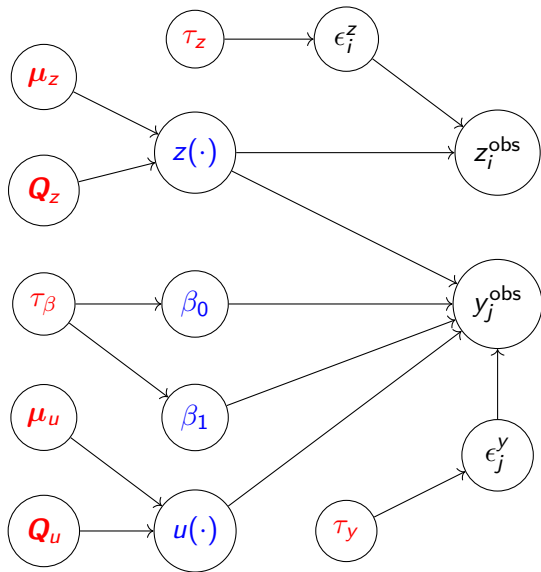 τ_z
ϵ_i^z
μ_z
z(·)
z_i^obs
Q_z
τ_β
β_0
y_j^obs
μ_u
β_1
ϵ_j^y
Q_u
u(·)
τ_y